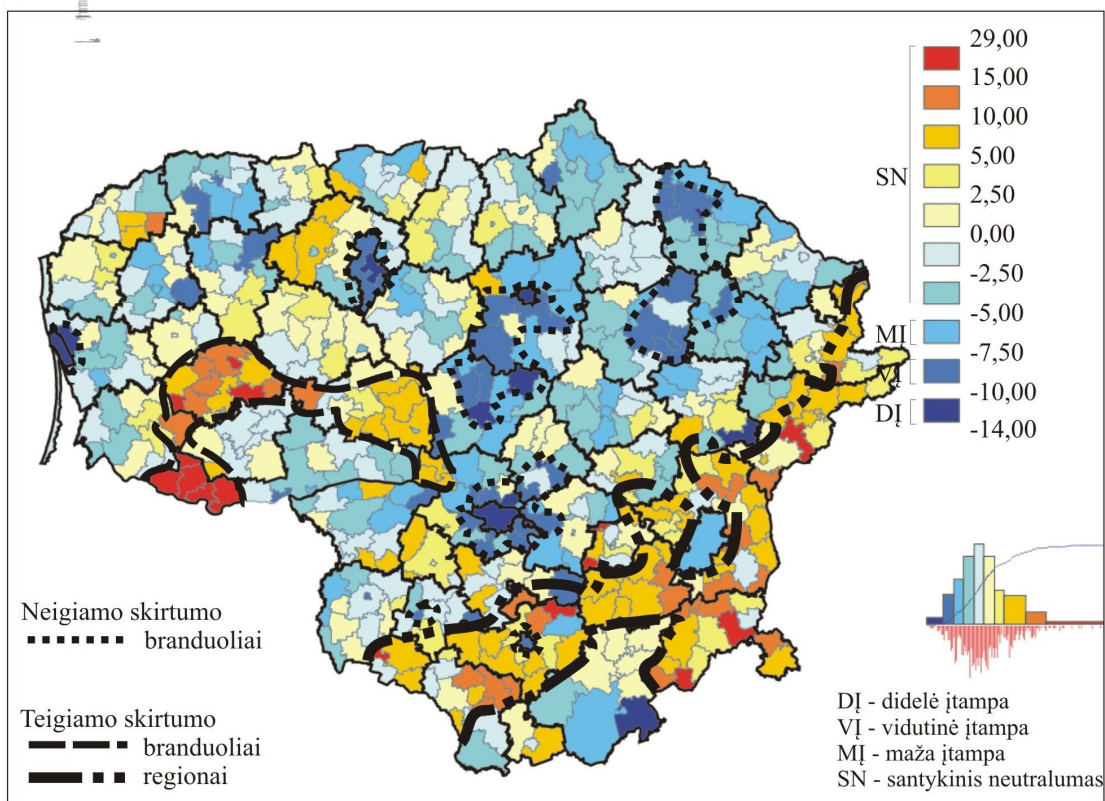 29,00
15,00
10,00
5,00
2,50
0,00
-2,50
-5,00
-7,50
-10,00
-14,00
SN
MĮ
VĮ
DĮ
Neigiamo skirtumo
branduoliai
Teigiamo skirtumo
branduoliai
regionai
DĮ - didelė įtampa
VĮ - vidutinė įtampa
MĮ - maža įtampa
SN - santykinis neutralumas